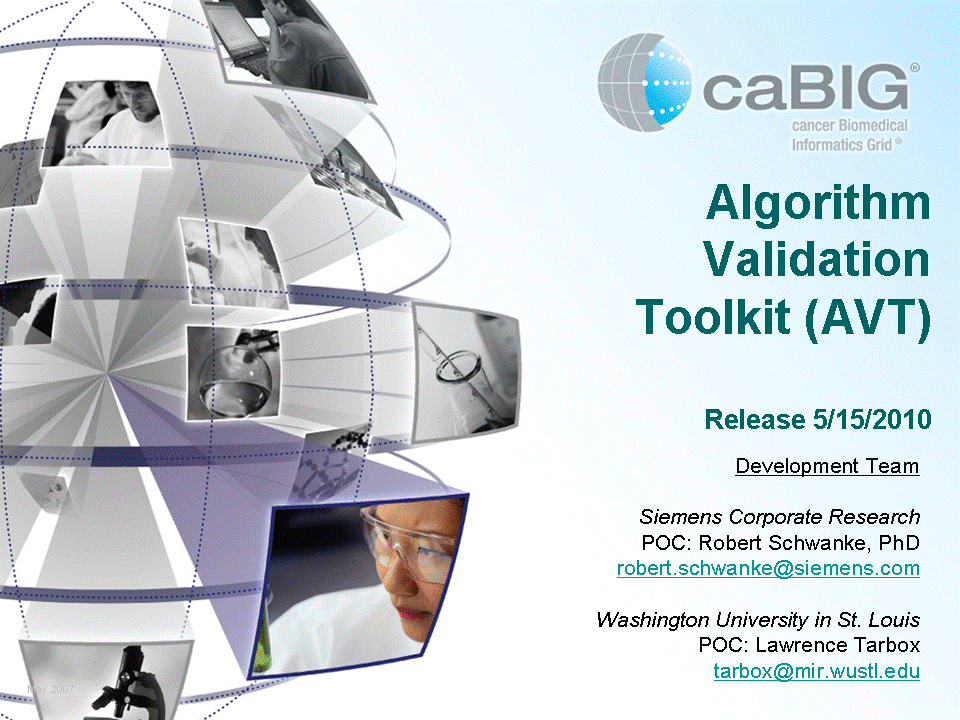 caBIG®
cancer Biomedical
Informatics Grid®
Algorithm
Validation
Toolkit (AVT)
Release 5/15/2010
Development Team
Siemens Corporate Research
POC: Robert Schwanke, PhD
robert.schwanke@siemens.com
Washington University in St. Louis
POC: Lawrence Tarbox
tarbox@mir.wustl.edu
May 2007